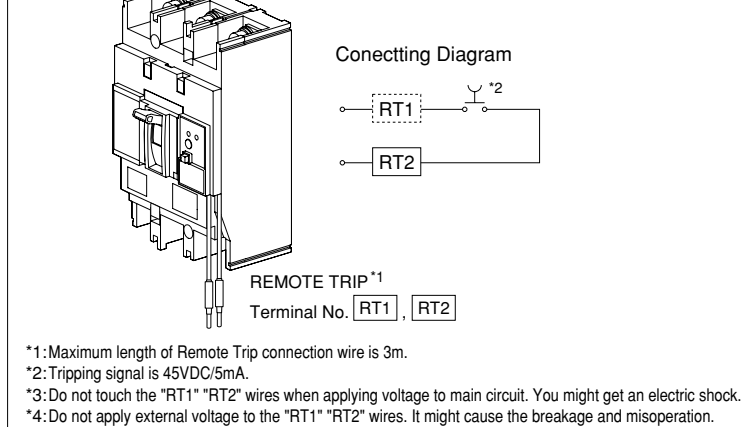 Conectting Diagram
*2
RT1
RT2
REMOTE TRIP*1
Terminal No. RT1 , RT2
*1:Maximum length of Remote Trip connection wire is 3m.
*2:Tripping signal is 45VDC/5mA.
*3:Do not touch the "RT1" "RT2" wires when applying voltage to main circuit. You might get an electric shock.
*4:Do not apply external voltage to the "RT1" "RT2" wires. It might cause the breakage and misoperation.